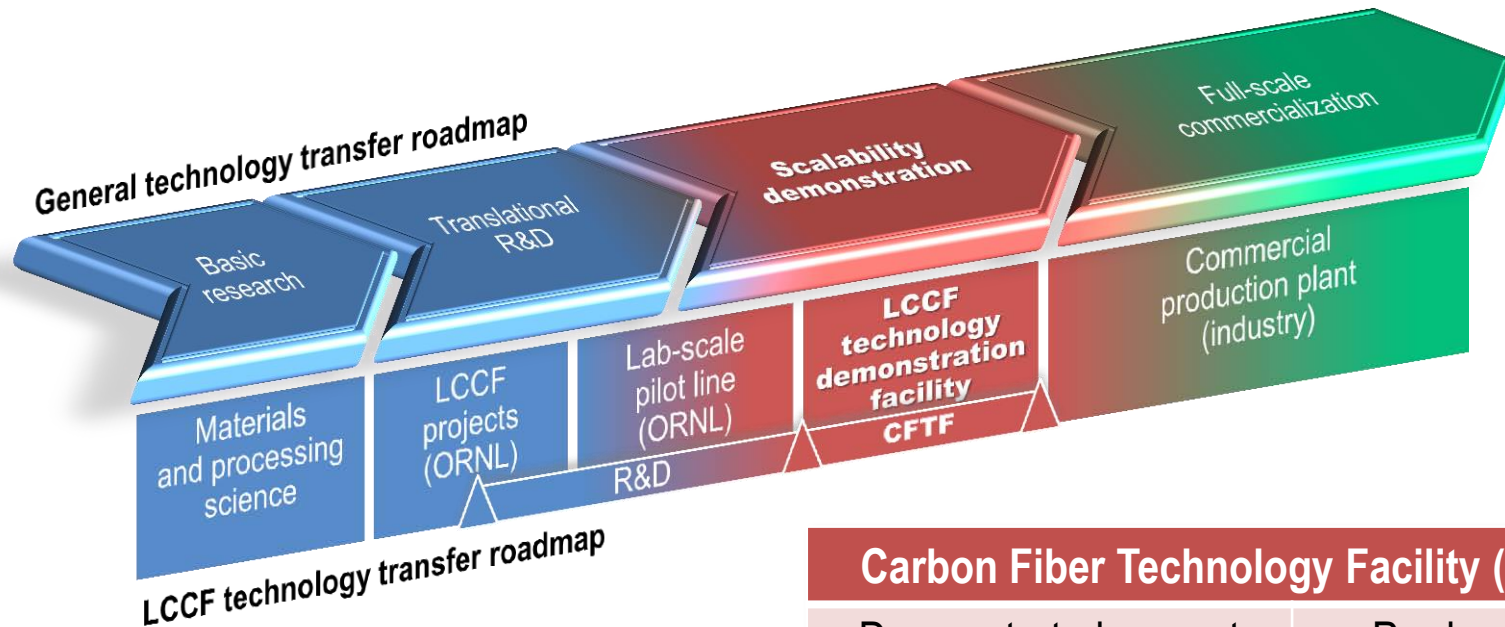 General technology transfer roadmap
Basic
research
Translational
R&D
Scalability
demonstration
Full-scale
commercialization
Materials
and processing
science
LCCF
projects
(ORNL)
Lab-scale
pilot line
(ORNL)
LCCF
technology
demonstration
facility
Commercial
production plant
(industry)
R&D
CFTF
LCCF technology transfer roadmap
Carbon Fiber Technology Facility (